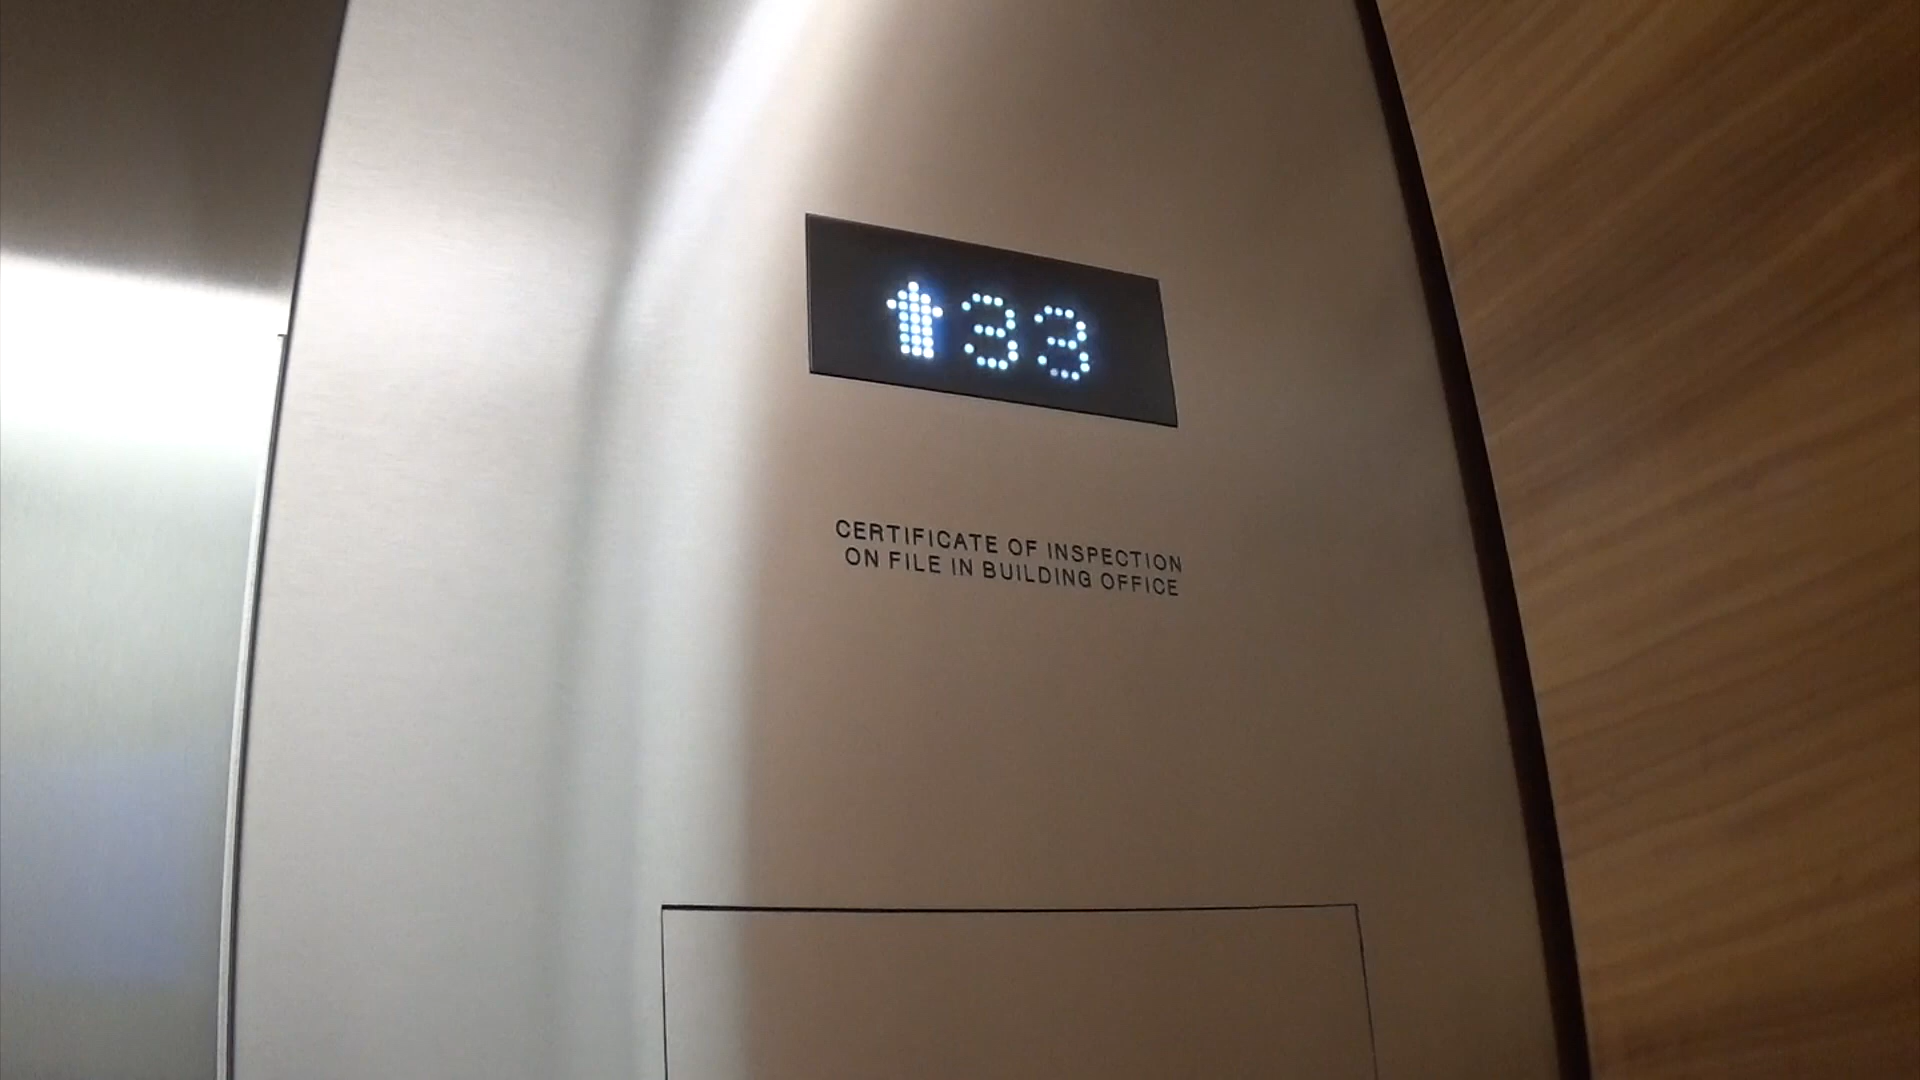 ⬆33
CERTIFICATE OF INSPECTION
ON FILE IN BUILDING OFFICE